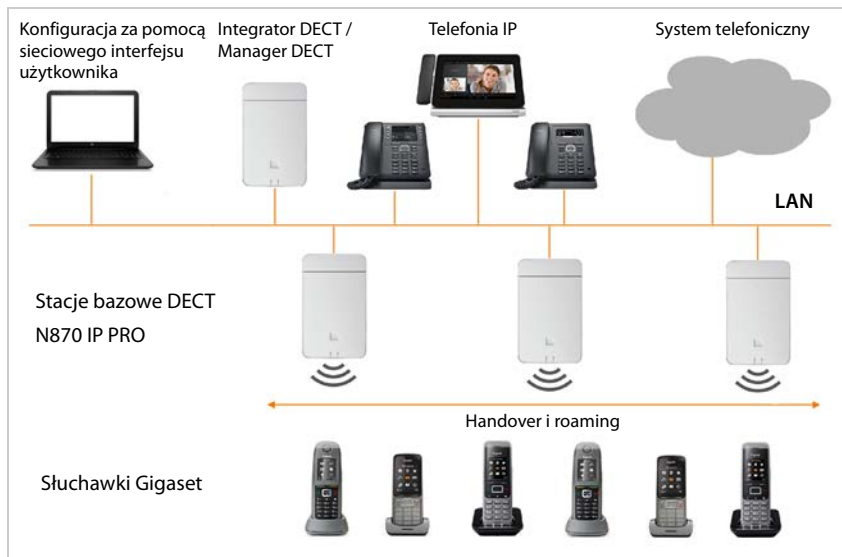 Konfiguracja za pomocą
sieciowego interfejsu
użytkownika
Integrator DECT /
Manager DECT
Telefonia IP
System telefoniczny
LAN
Stacje bazowe DECT
N870 IP PRO
Handover i roaming
Słuchawki Gigaset